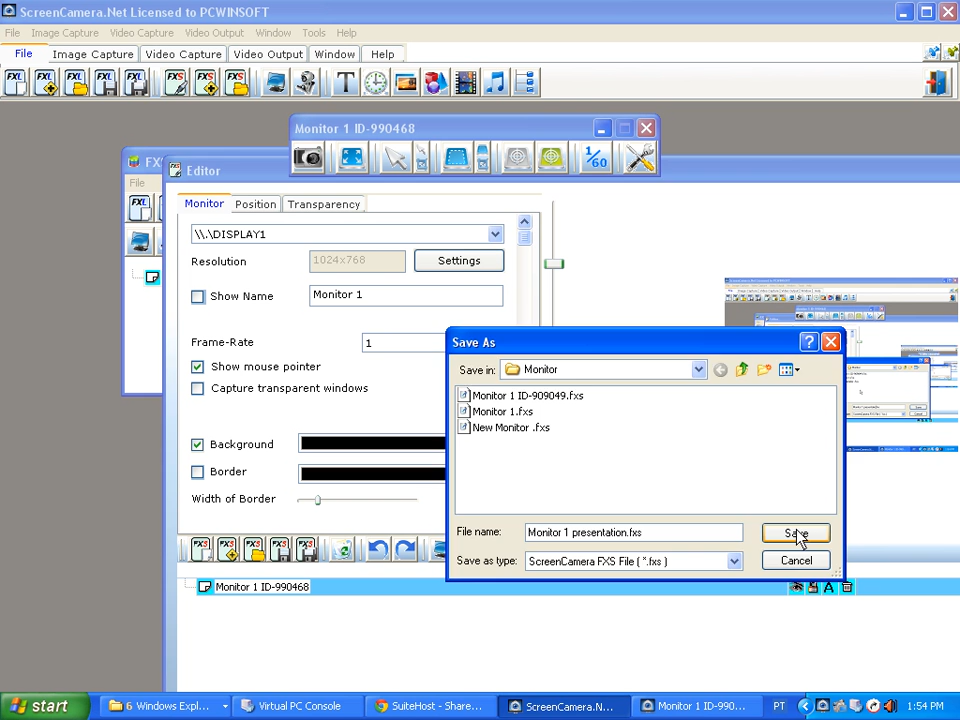 ScreenCamera.Net Licensed to PCWINSOFT
File Image Capture Video Capture Video Output Window Tools Help
File Image Capture Video Capture Video Output Window Help
FXL FXL FXL FXS FXS FXS T
Monitor 1 ID-990468
1/60
FXS
File
FXL
Editor
Monitor Position Transparency
\\.\DISPLAY1
Resolution 1024x768 Settings
Show Name Monitor 1
Frame-Rate 1
Show mouse pointer
Capture transparent windows
Background
Border
Width of Border
Save As
Save in: Monitor
Monitor 1 ID-909049.fxs
Monitor 1.fxs
New Monitor .fxs
File name: Monitor 1 presentation.fxs Save
Save as type: ScreenCamera FXS File ( *.fxs ) Cancel
FXS FXS FXS
Monitor 1 ID-990468 A
start 6 Windows Expl... Virtual PC Console SuiteHost - Share... ScreenCamera.N... Monitor 1 ID-990... PT 1:54 PM